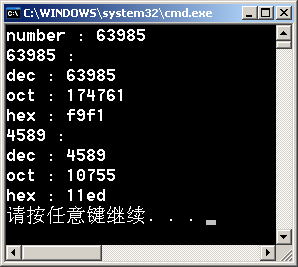 C:\WINDOWS\system32\cmd.exe
number : 63985
63985 :
dec : 63985
oct : 174761
hex : f9f1
4589 :
dec : 4589
oct : 10755
hex : 11ed
请按任意键继续. . .